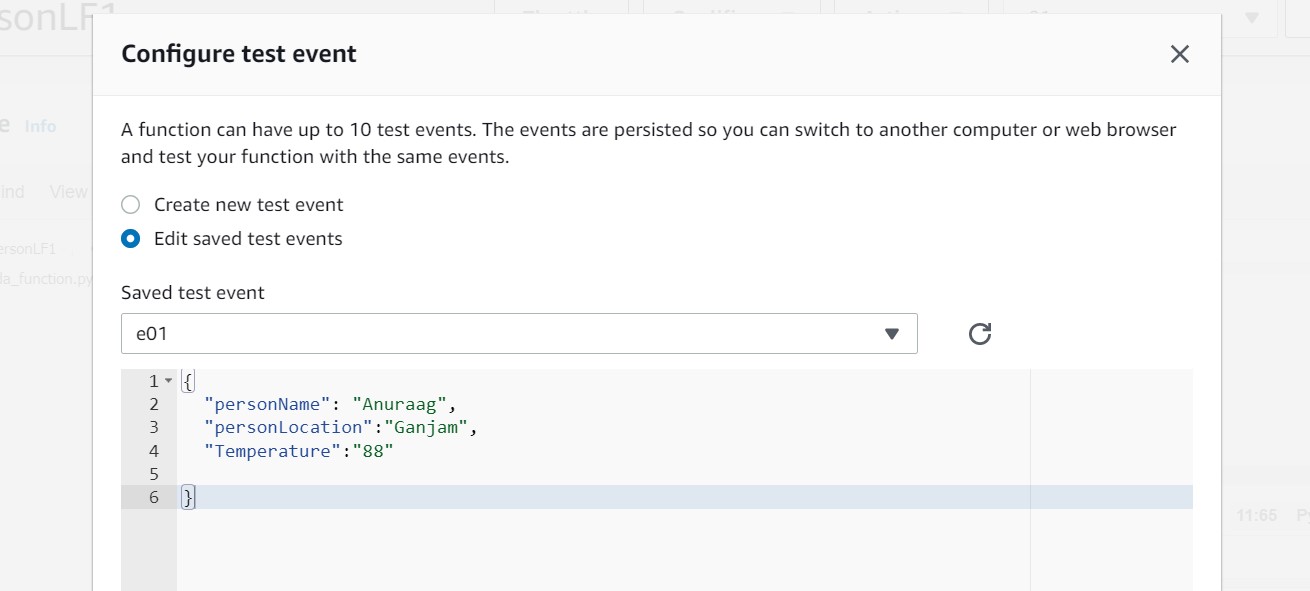 sonLF1
Configure test event
Info
A function can have up to 10 test events. The events are persisted so you can switch to another computer or web browser
and test your function with the same events.
View
Create new test event
Edit saved test events
ersonLF1
da_function.py
Saved test event
e01
1 {
2 "personName": "Anuraag",
3 "personLocation":"Ganjam",
4 "Temperature":"88"
5
6 }
11:65 Py